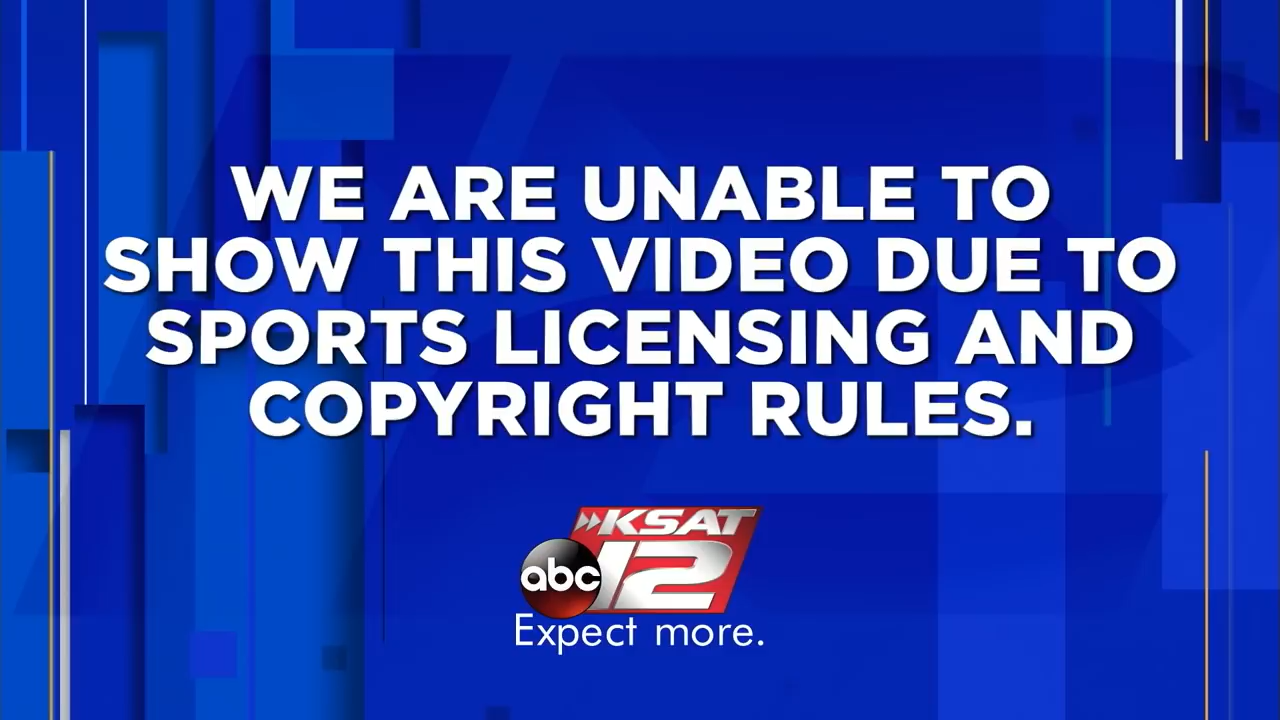 WE ARE UNABLE TO
SHOW THIS VIDEO DUE TO
SPORTS LICENSING AND
COPYRIGHT RULES.
KSAT
abc 12
Expect more.